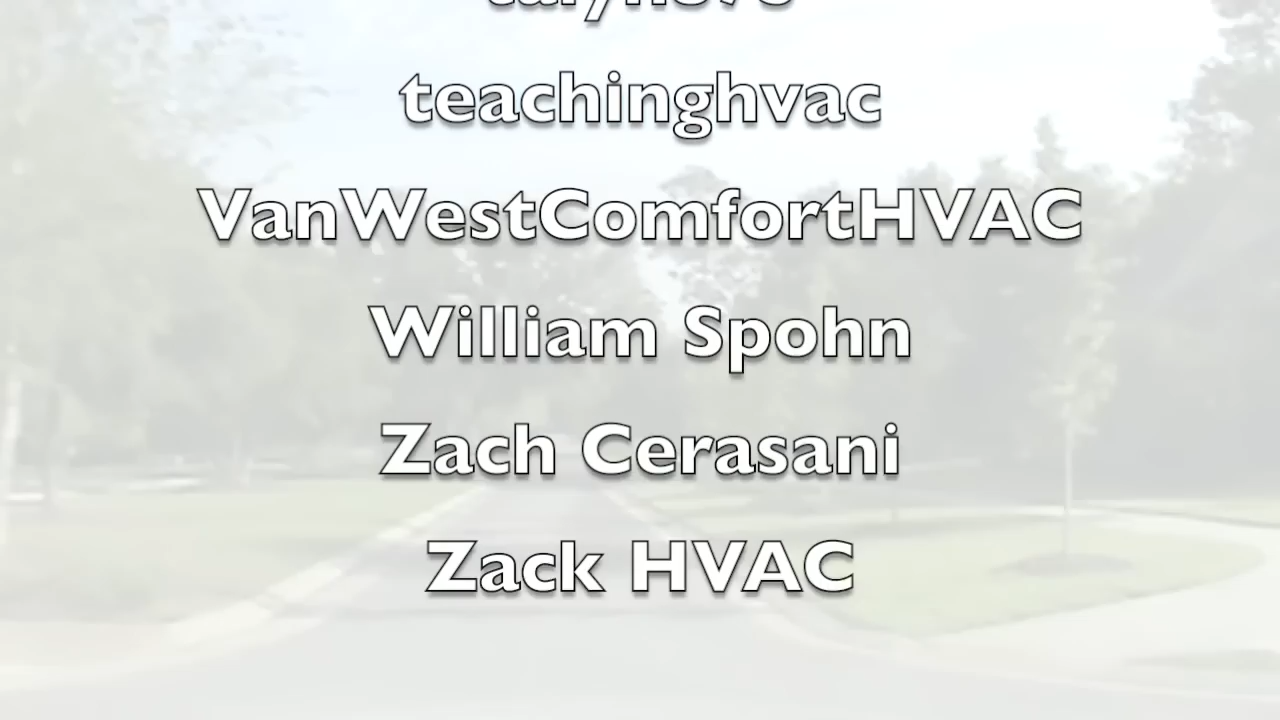 teachinghvac
VanWestComfortHVAC
William Spohn
Zach Cerasani
Zack HVAC